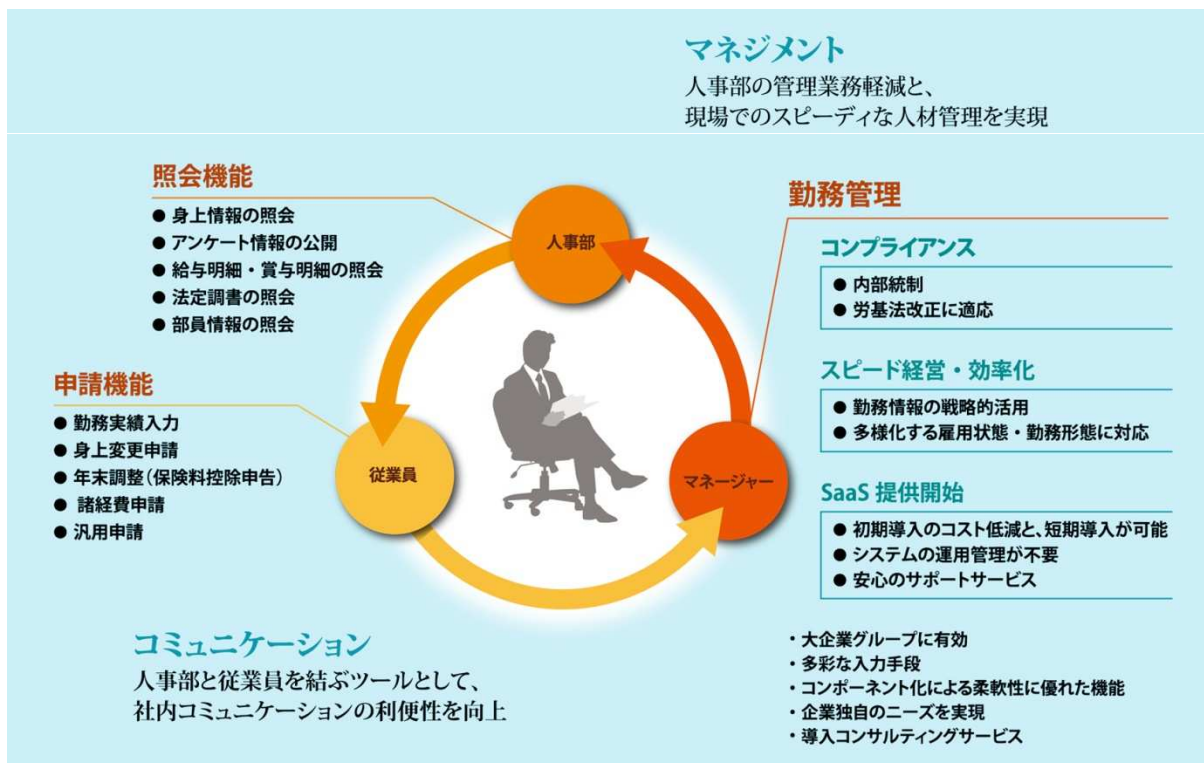 マネジメント
人事部の管理業務軽減と、
現場でのスピーディな人材管理を実現
照会機能
● 身上情報の照会
● アンケート情報の公開
● 給与明細・賞与明細の照会
● 法定調書の照会
● 部員情報の照会
申請機能
● 勤務実績入力
● 身上変更申請
● 年末調整（保険料控除申告）
● 諸経費申請
● 汎用申請
人事部
従業員
マネージャー
勤務管理
コンプライアンス
● 内部統制
● 労基法改正に適応
スピード経営・効率化
● 勤務情報の戦略的活用
● 多様化する雇用状態・勤務形態に対応
SaaS 提供開始
● 初期導入のコスト低減と、短期導入が可能
● システムの運用管理が不要
● 安心のサポートサービス
・大企業グループに有効
・多彩な入力手段
・コンポーネント化による柔軟性に優れた機能
・企業独自のニーズを実現
・導入コンサルティングサービス
コミュニケーション
人事部と従業員を結ぶツールとして、
社内コミュニケーションの利便性を向上